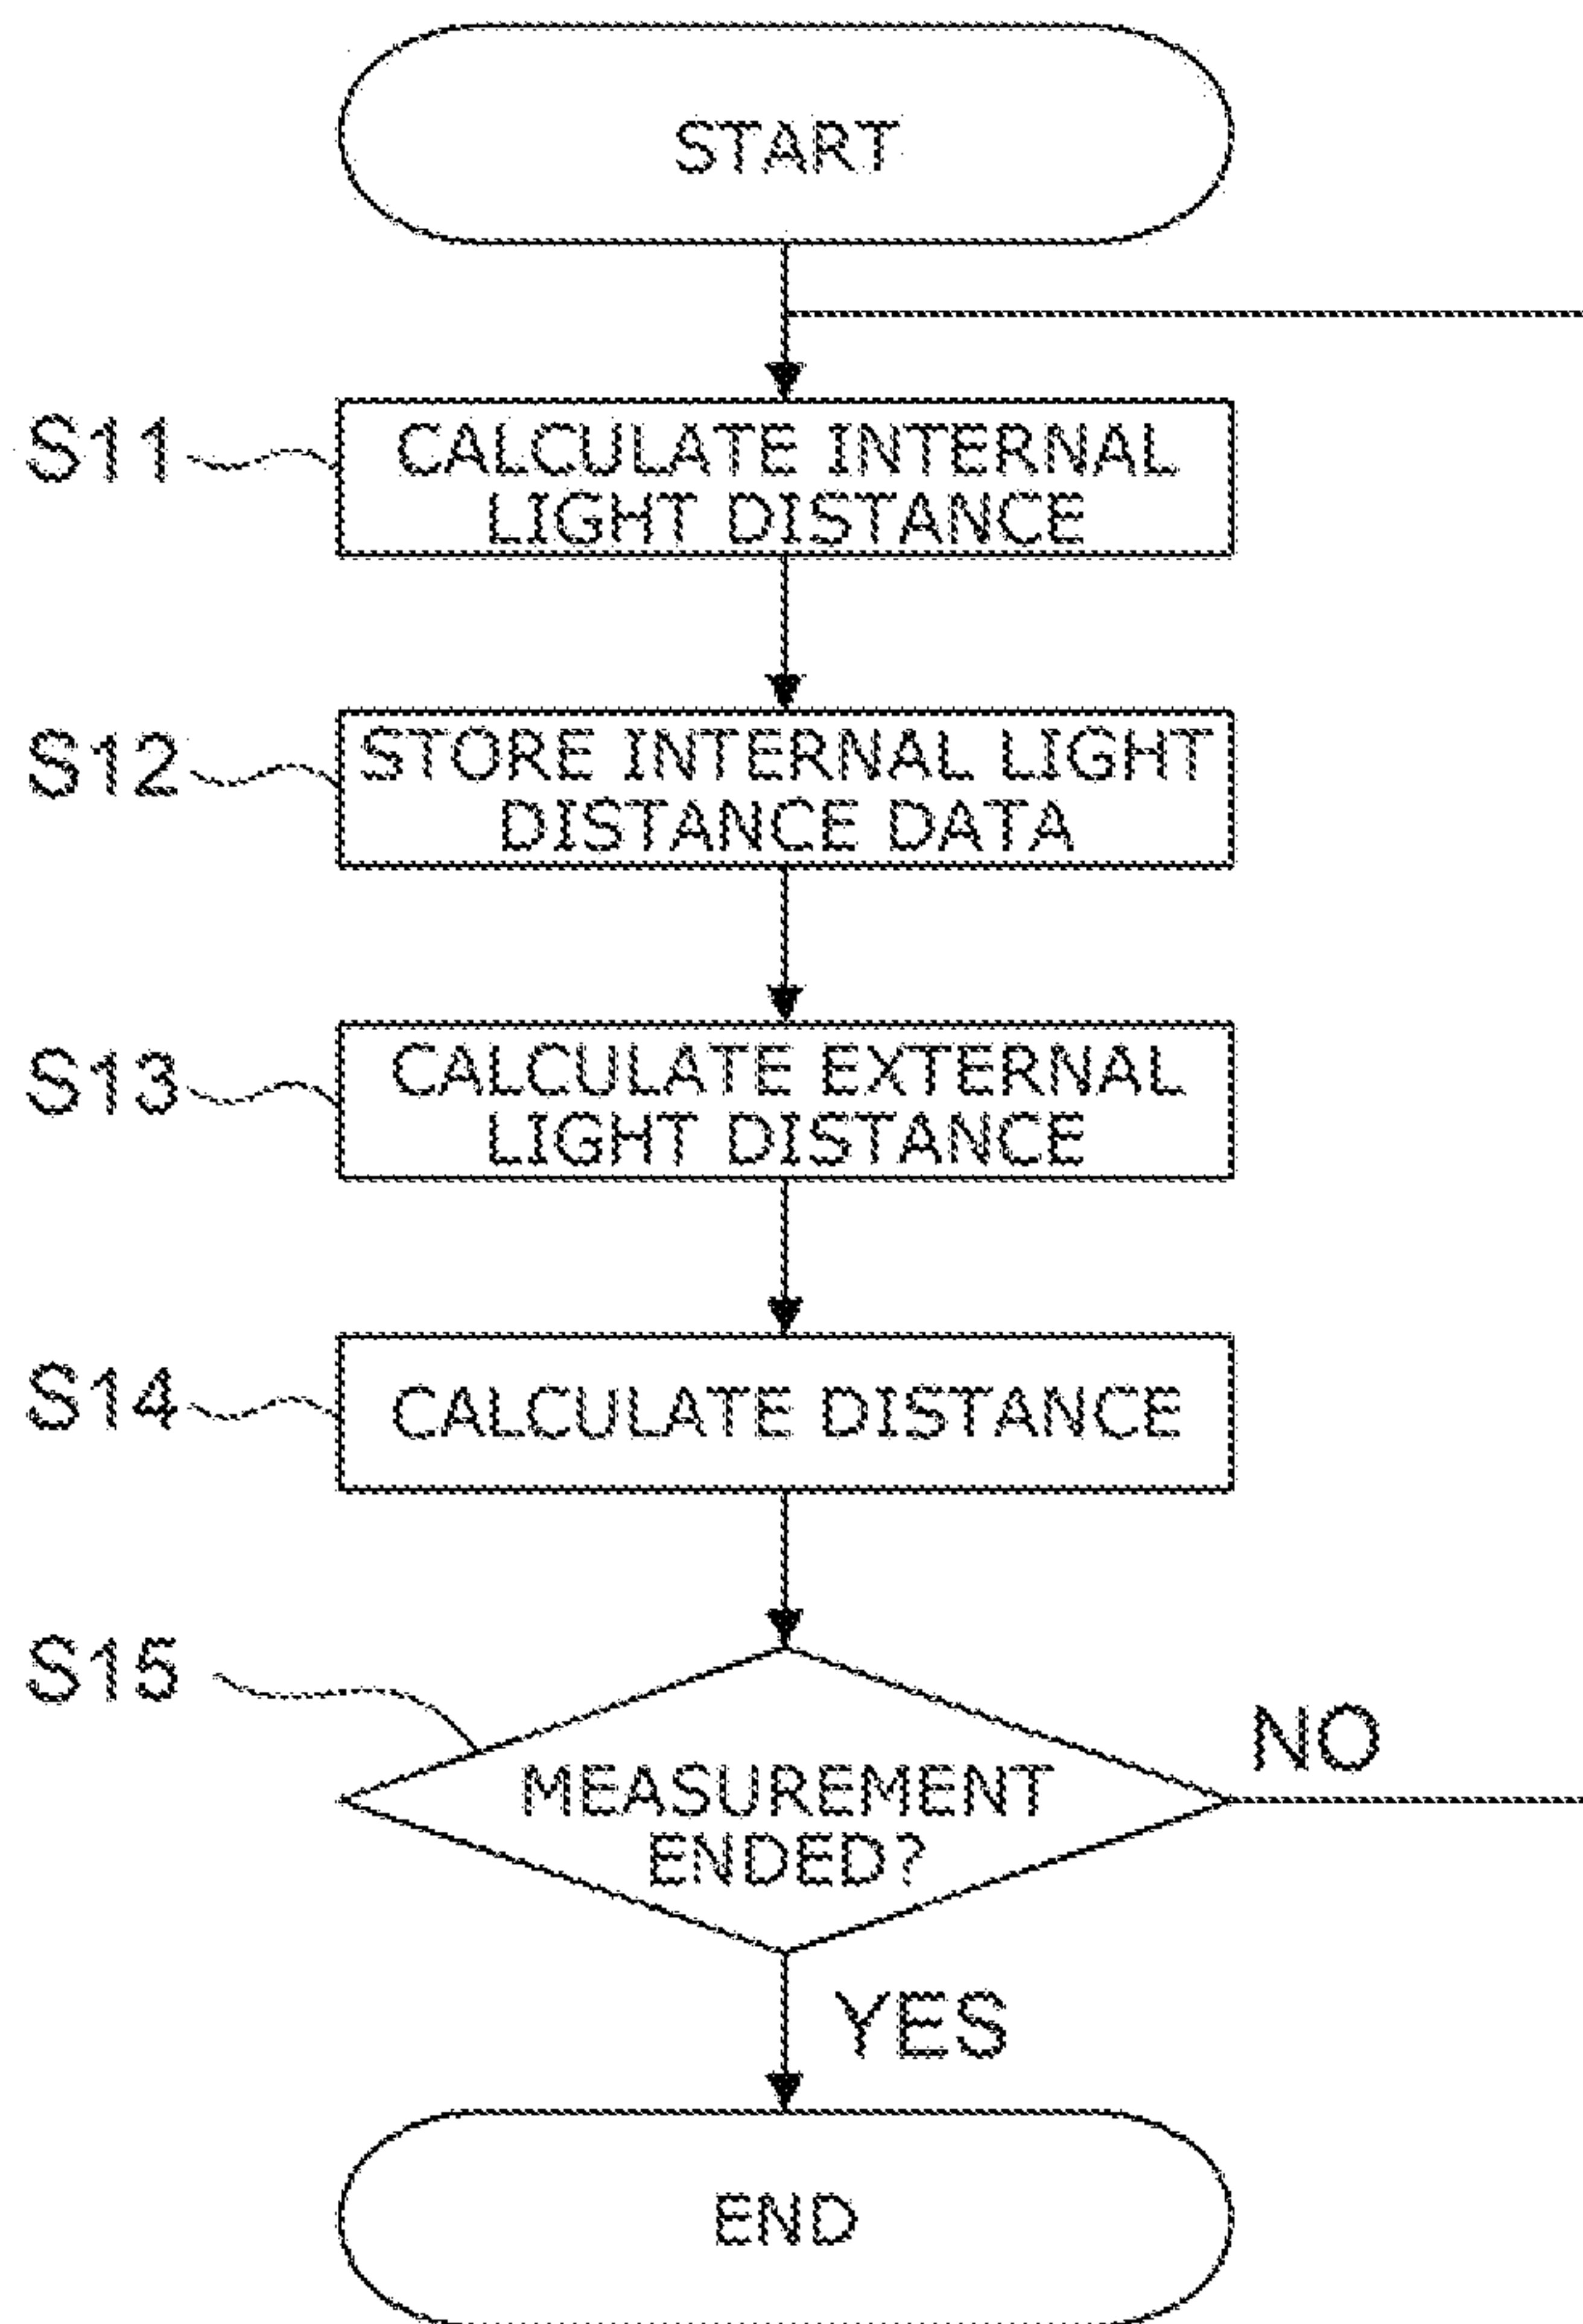 START
S11
CALCULATE INTERNAL
LIGHT DISTANCE
S12
STORE INTERNAL LIGHT
DISTANCE DATA
S13
CALCULATE EXTERNAL
LIGHT DISTANCE
S14
CALCULATE DISTANCE
S15
MEASUREMENT
ENDED?
NO
YES
END